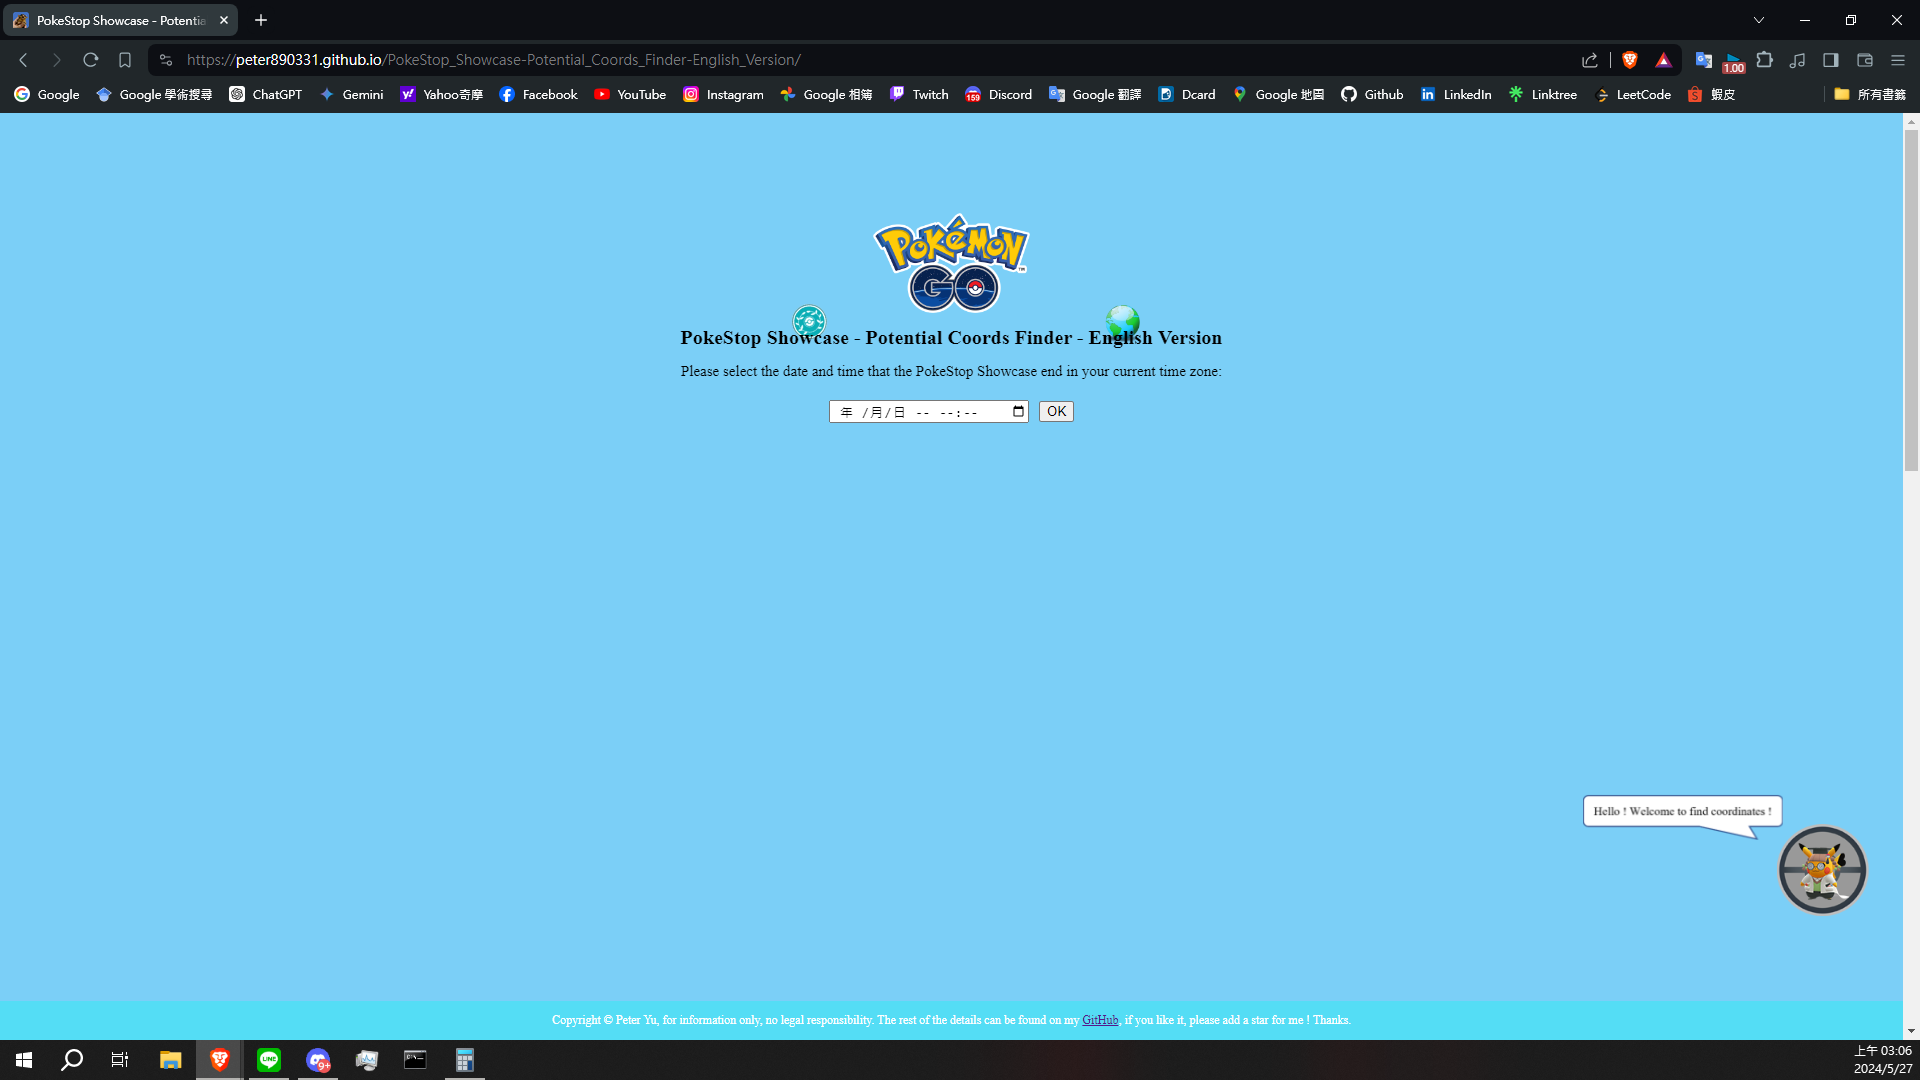 PokeStop Showcase - Potentia
https://peter890331.github.io/PokeStop_Showcase-Potential_Coords_Finder-English_Version/
1.00
Google
Google 學術搜尋
ChatGPT
Gemini
Yahoo奇摩
Facebook
YouTube
Instagram
Google 相簿
Twitch
159
Discord
Google 翻譯
Dcard
Google 地圖
Github
LinkedIn
Linktree
LeetCode
蝦皮
所有書籤
Pokémon
GO
PokeStop Showcase - Potential Coords Finder - English Version
Please select the date and time that the PokeStop Showcase end in your current time zone:
年 /月/日 -- --:--
OK
Hello ! Welcome to find coordinates !
Copyright © Peter Yu, for information only, no legal responsibility. The rest of the details can be found on my GitHub, if you like it, please add a star for me ! Thanks.
LINE
9+
上午 03:06
2024/5/27